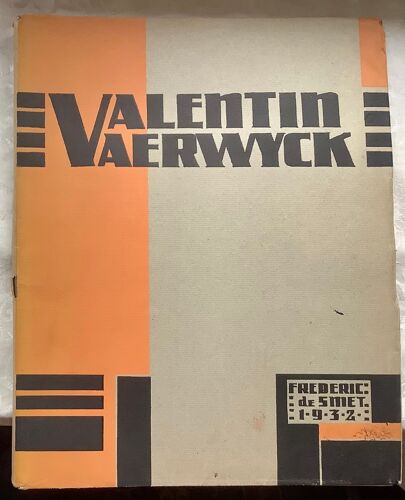 VALENTIN
VAERWYCK
FREDERIC
de SMET.
1·9·3·2·